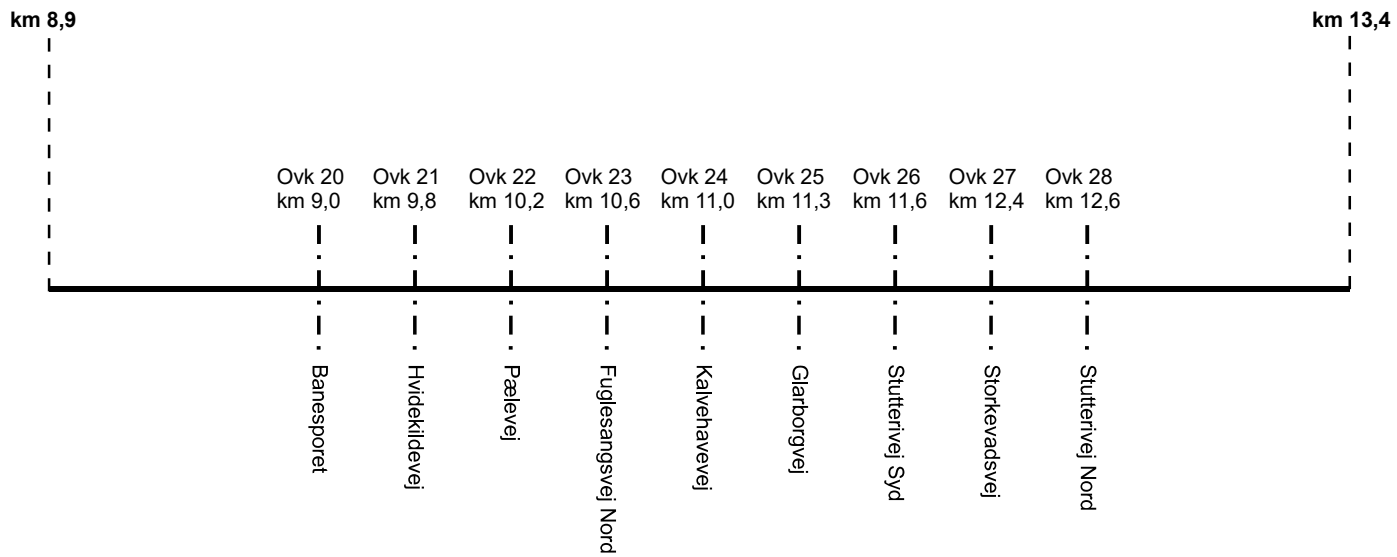 km 8,9
km 13,4
Ovk 20
km 9,0
Ovk 21
km 9,8
Ovk 22
km 10,2
Ovk 23
km 10,6
Ovk 24
km 11,0
Ovk 25
km 11,3
Ovk 26
km 11,6
Ovk 27
km 12,4
Ovk 28
km 12,6
Banesporet
Hvidekildevej
Pælevej
Fuglesangsvej Nord
Kalvehavevej
Glarborgvej
Stutterivej Syd
Storkevadsvej
Stutterivej Nord